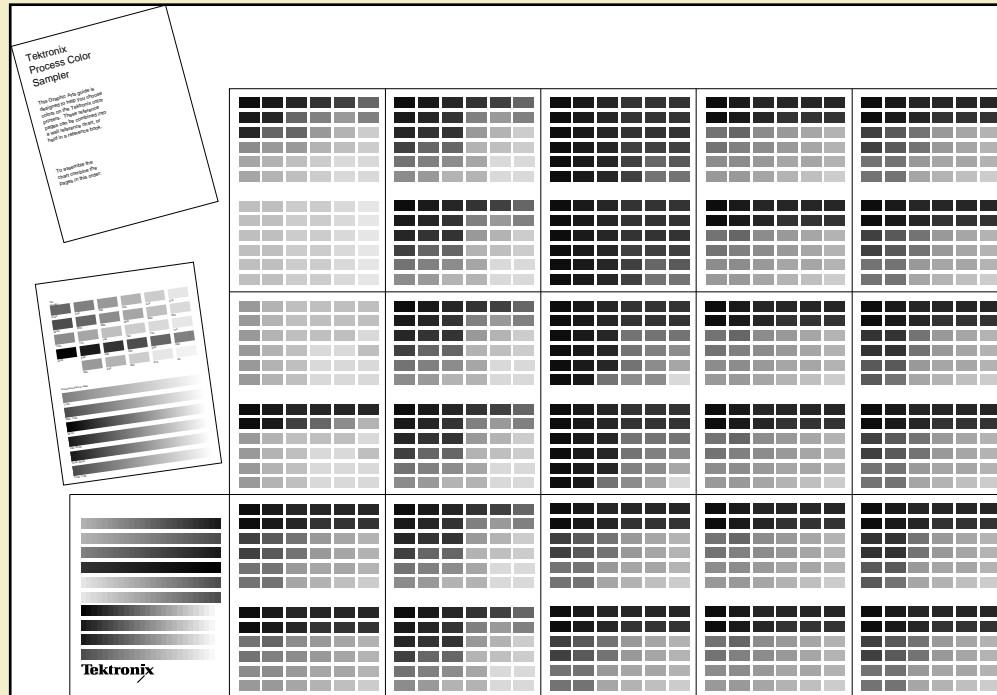 Tektronix
Process Color
Sampler
This Graphic Arts guide is
designed to help you choose
colors on the Tektronix color
printers. These reference
pages can be combined into
a wall reference chart, or
held in a reference book.
To assemble the
chart combine the
pages in this order:
Tektronix